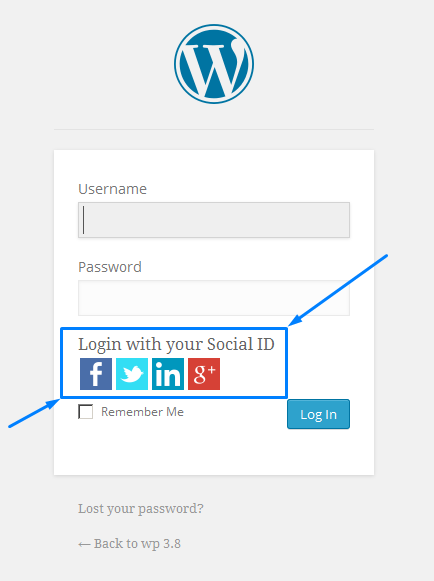 W
Username
Password
Login with your Social ID
f in g+
Remember Me
Log In
Lost your password?
← Back to wp 3.8